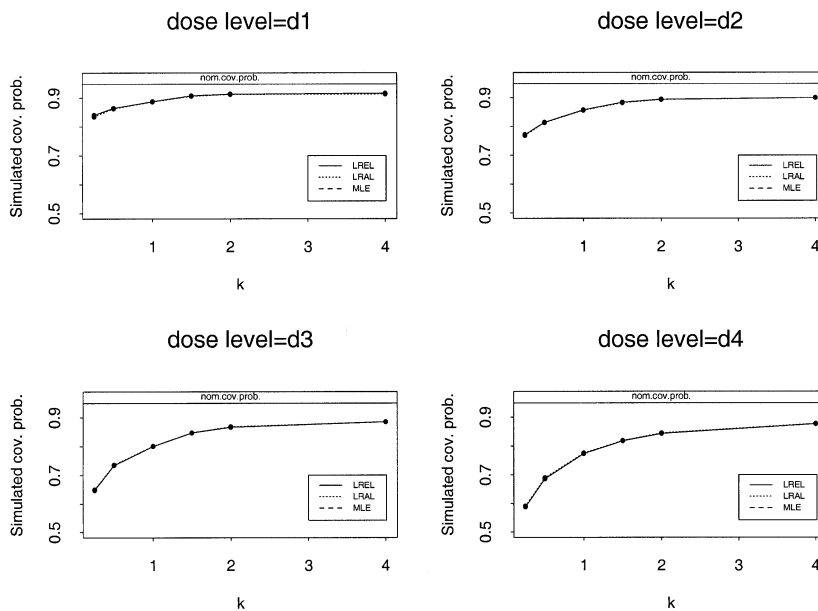 dose level=d1
nom.cov.prob.
Simulated cov. prob.
0.9
0.7
0.5
LREL
LRAL
MLE
1 2 3 4
k
dose level=d2
nom.cov.prob.
Simulated cov. prob.
0.9
0.7
0.5
LREL
LRAL
MLE
1 2 3 4
k
dose level=d3
nom.cov.prob.
Simulated cov. prob.
0.9
0.7
0.5
LREL
LRAL
MLE
1 2 3 4
k
dose level=d4
nom.cov.prob.
Simulated cov. prob.
0.9
0.7
0.5
LREL
LRAL
MLE
1 2 3 4
k